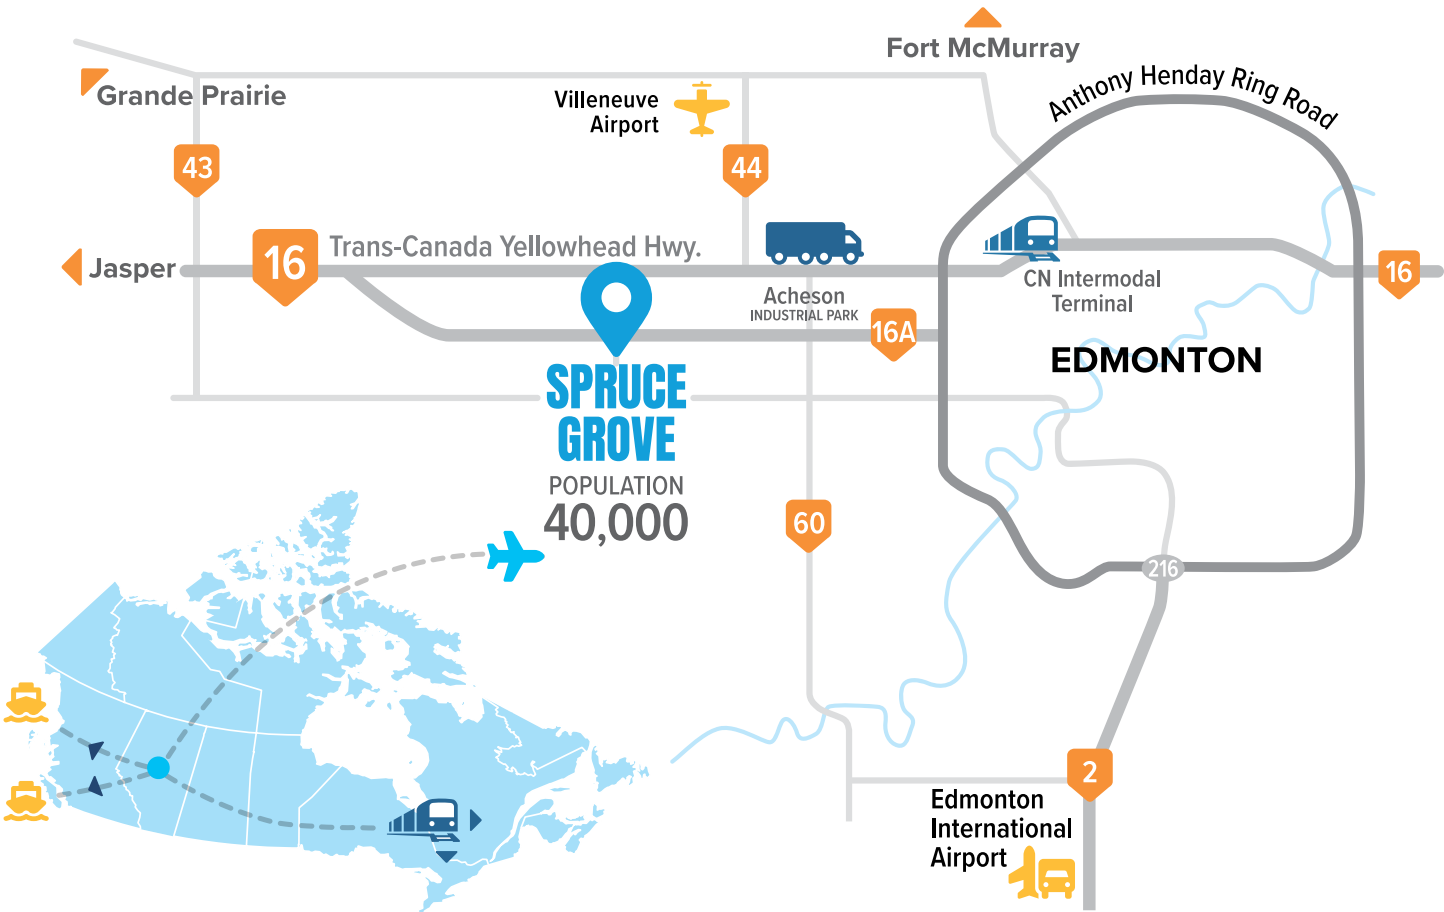 Fort McMurray
Anthony Henday Ring Road
Grande Prairie
Villeneuve
Airport
43
44
Trans-Canada Yellowhead Hwy.
16
Jasper
16
CN Intermodal
Terminal
Acheson
INDUSTRIAL PARK
16A
EDMONTON
SPRUCE
GROVE
POPULATION
40,000
60
216
2
Edmonton
International
Airport